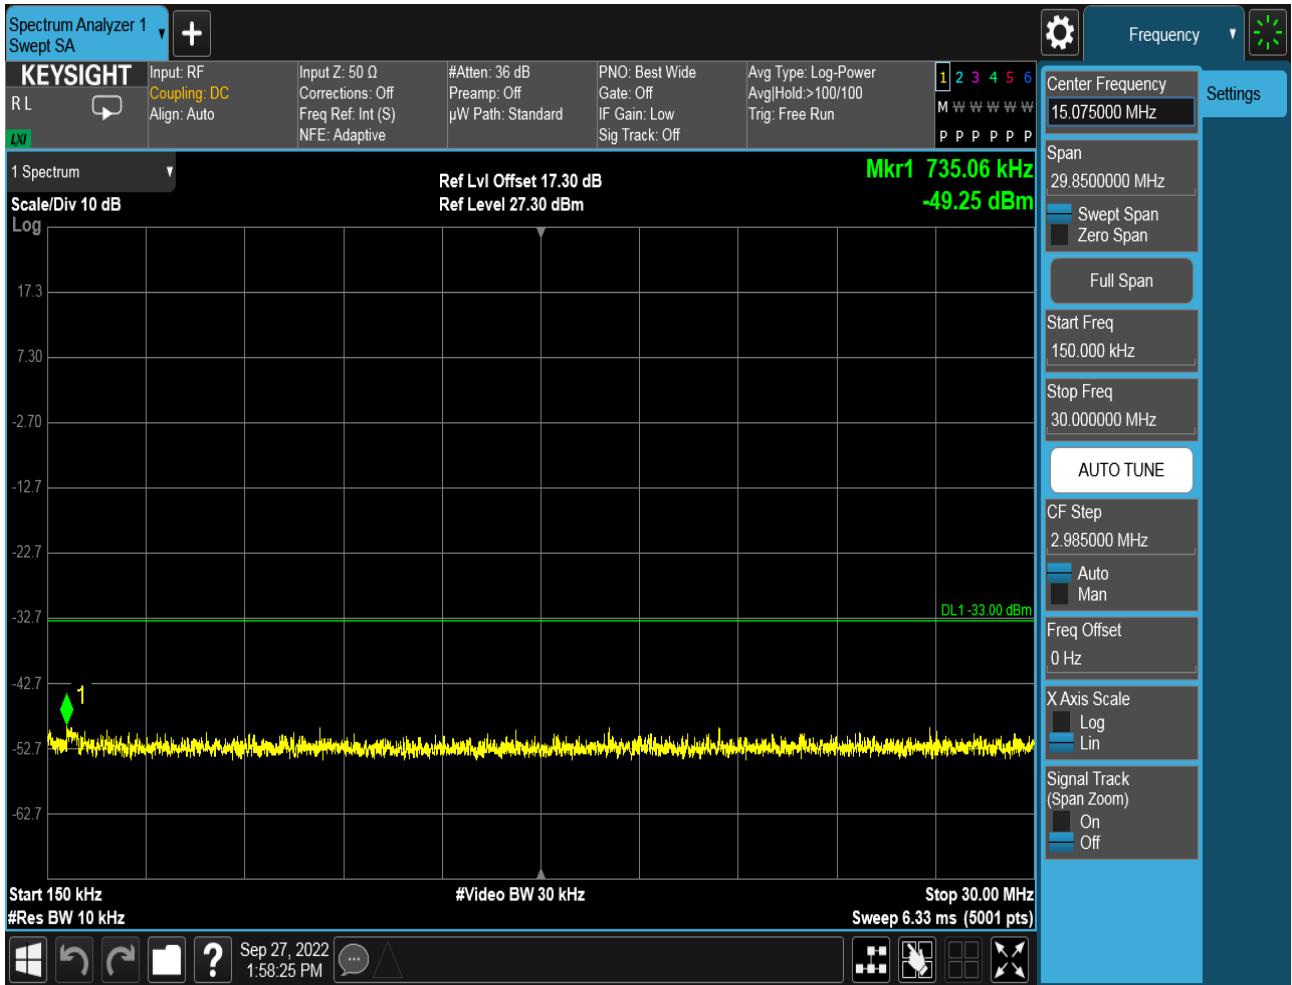 Spectrum Analyzer 1
Swept SA
Frequency
KEYSIGHT
R L
LXI
Input: RF
Coupling: DC
Align: Auto
Input Z: 50 Ω
Corrections: Off
Freq Ref: Int (S)
NFE: Adaptive
#Atten: 36 dB
Preamp: Off
µW Path: Standard
PNO: Best Wide
Gate: Off
IF Gain: Low
Sig Track: Off
Avg Type: Log-Power
Avg|Hold:>100/100
Trig: Free Run
1 2 3 4 5 6
M W W W W W
P P P P P P
1 Spectrum
Scale/Div 10 dB
Log
Ref Lvl Offset 17.30 dB
Ref Level 27.30 dBm
Mkr1 735.06 kHz
-49.25 dBm
17.3
7.30
-2.70
-12.7
-22.7
-32.7
-42.7
-52.7
-62.7
DL1 -33.00 dBm
1
Start 150 kHz
#Res BW 10 kHz
#Video BW 30 kHz
Stop 30.00 MHz
Sweep 6.33 ms (5001 pts)
Center Frequency
15.075000 MHz
Settings
Span
29.8500000 MHz
Swept Span
Zero Span
Full Span
Start Freq
150.000 kHz
Stop Freq
30.000000 MHz
AUTO TUNE
CF Step
2.985000 MHz
Auto
Man
Freq Offset
0 Hz
X Axis Scale
Log
Lin
Signal Track
(Span Zoom)
On
Off
?
Sep 27, 2022
1:58:25 PM